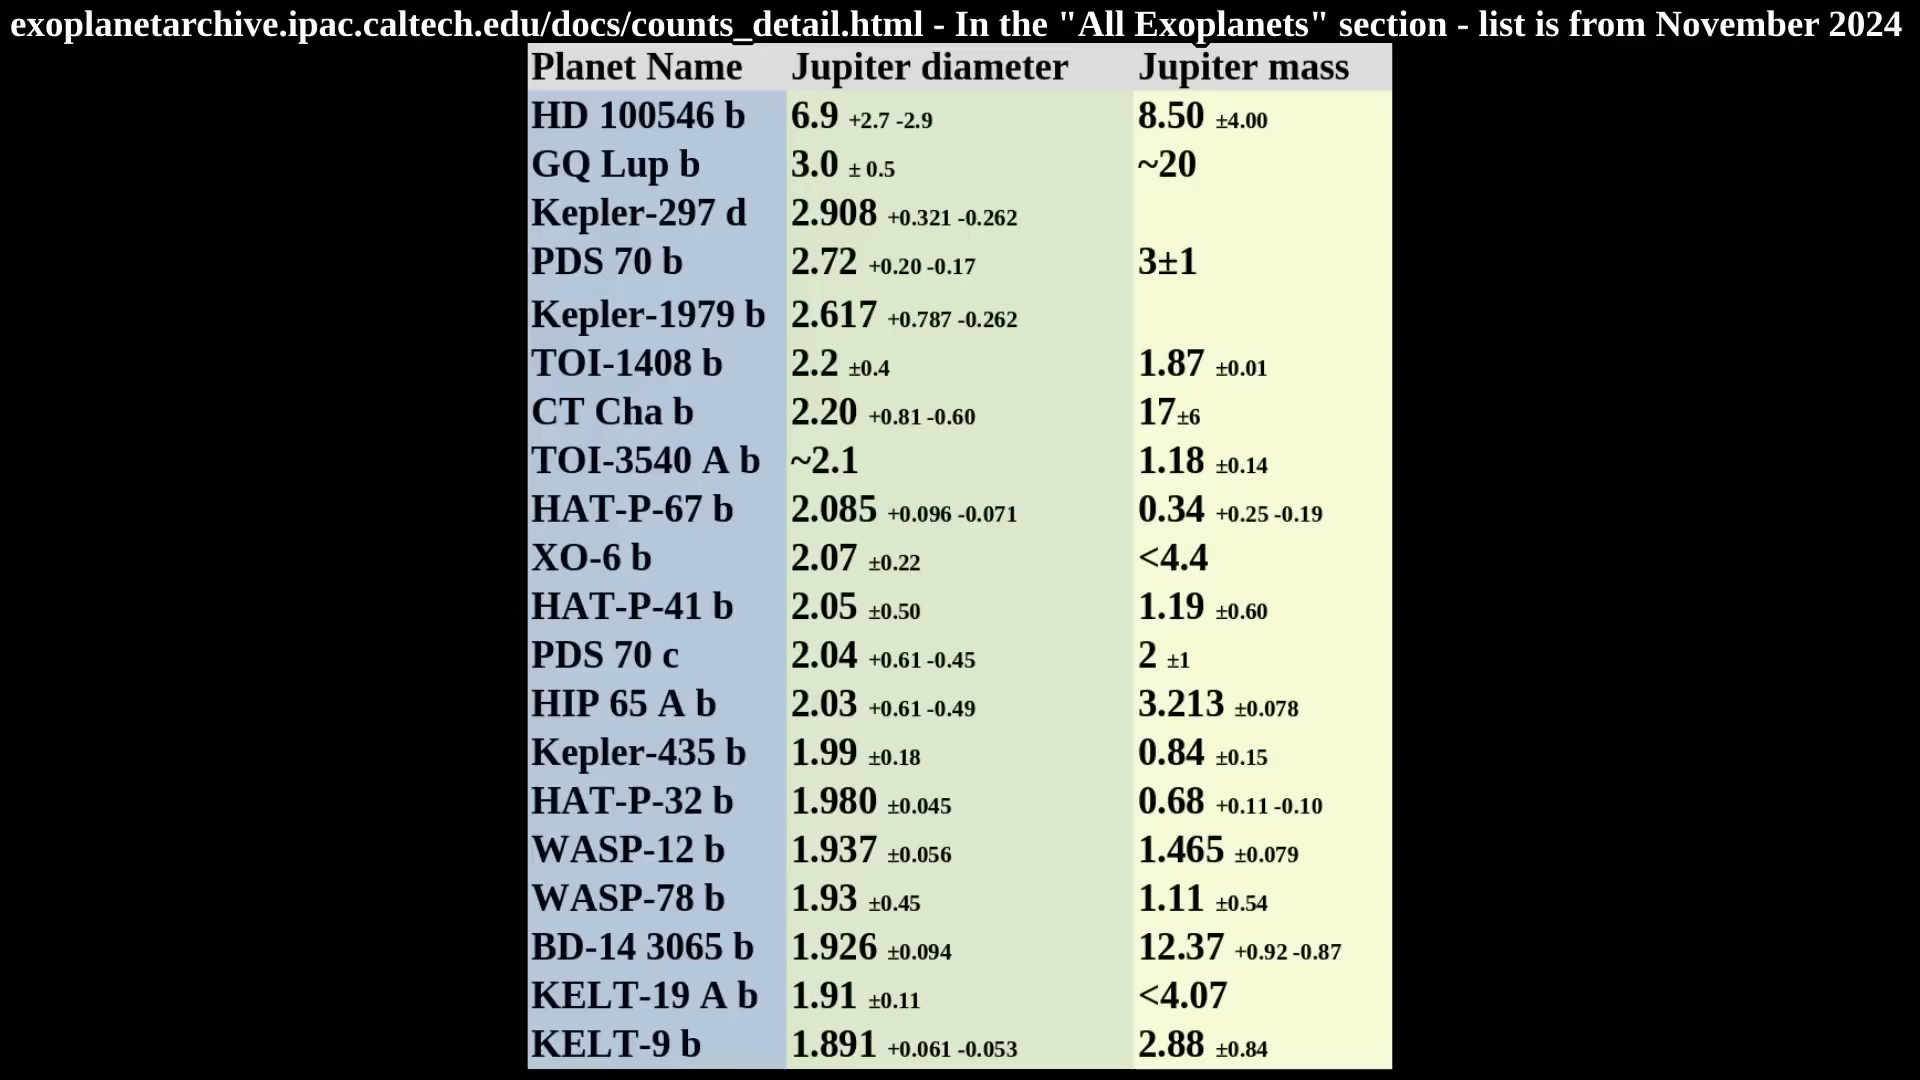 exoplanetarchive.ipac.caltech.edu/docs/counts_detail.html - In the "All Exoplanets" section - list is from November 2024
Planet Name Jupiter diameter Jupiter mass
HD 100546 b 6.9 +2.7 -2.9 8.50 ±4.00
GQ Lup b 3.0 ± 0.5 ~20
Kepler-297 d 2.908 +0.321 -0.262
PDS 70 b 2.72 +0.20 -0.17 3±1
Kepler-1979 b 2.617 +0.787 -0.262
TOI-1408 b 2.2 ±0.4 1.87 ±0.01
CT Cha b 2.20 +0.81 -0.60 17±6
TOI-3540 A b ~2.1 1.18 ±0.14
HAT-P-67 b 2.085 +0.096 -0.071 0.34 +0.25 -0.19
XO-6 b 2.07 ±0.22 <4.4
HAT-P-41 b 2.05 ±0.50 1.19 ±0.60
PDS 70 c 2.04 +0.61 -0.45 2 ±1
HIP 65 A b 2.03 +0.61 -0.49 3.213 ±0.078
Kepler-435 b 1.99 ±0.18 0.84 ±0.15
HAT-P-32 b 1.980 ±0.045 0.68 +0.11 -0.10
WASP-12 b 1.937 ±0.056 1.465 ±0.079
WASP-78 b 1.93 ±0.45 1.11 ±0.54
BD-14 3065 b 1.926 ±0.094 12.37 +0.92 -0.87
KELT-19 A b 1.91 ±0.11 <4.07
KELT-9 b 1.891 +0.061 -0.053 2.88 ±0.84